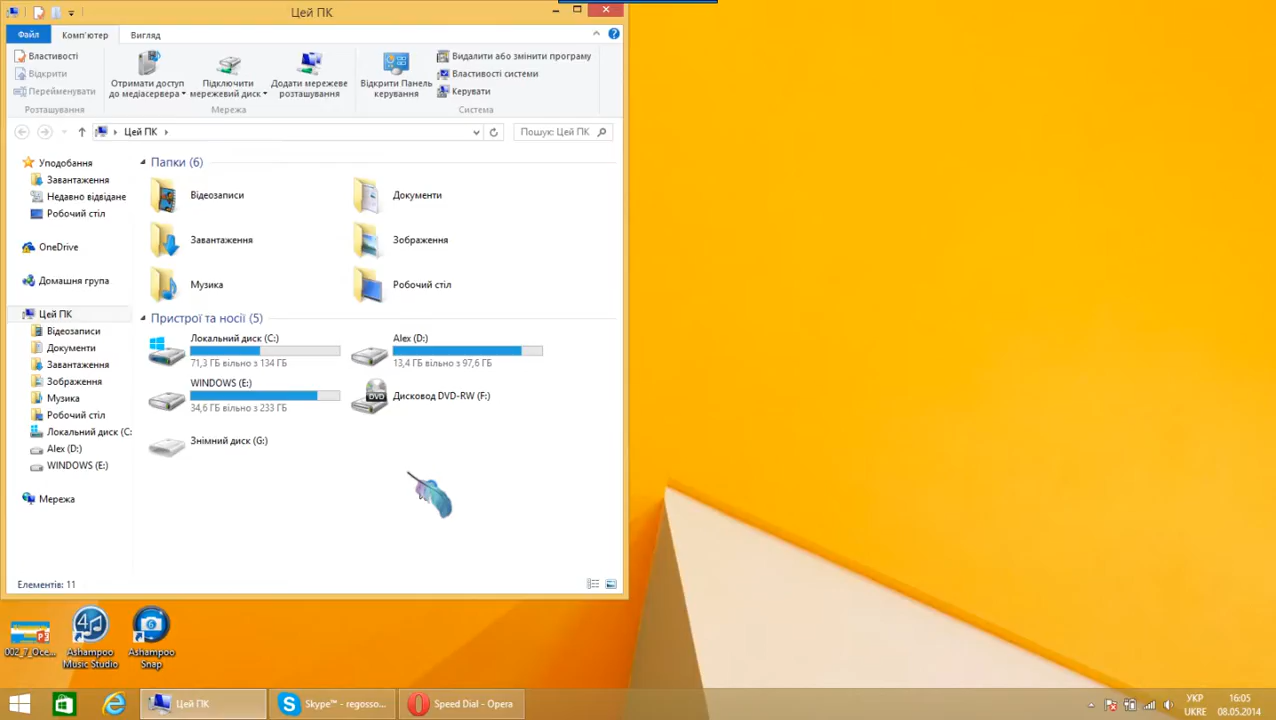 Цей ПК
Файл
Комп'ютер
Вигляд
Властивості
Відкрити
Перейменувати
Розташування
Отримати доступ
до медіасервера
Підключити
мережевий диск
Додати мережеве
розташування
Мережа
Відкрити Панель
керування
Видалити або змінити програму
Властивості системи
Керувати
Система
Цей ПК
Пошук: Цей ПК
Уподобання
Завантаження
Недавно відвідане
Робочий стіл
OneDrive
Домашня група
Цей ПК
Відеозаписи
Документи
Завантаження
Зображення
Музика
Робочий стіл
Локальний диск (C:
Alex (D:)
WINDOWS (E:)
Мережа
Папки (6)
Відеозаписи
Документи
Завантаження
Зображення
Музика
Робочий стіл
Пристрої та носії (5)
Локальний диск (C:)
71,3 ГБ вільно з 134 ГБ
Alex (D:)
13,4 ГБ вільно з 97,6 ГБ
WINDOWS (E:)
34,6 ГБ вільно з 233 ГБ
DVD
Дисковод DVD-RW (F:)
Знімний диск (G:)
Елементів: 11
002_7_Oce...
Ashampoo
Music Studio
Ashampoo
Snap
Цей ПК
Skype™ - regosso...
Speed Dial - Opera
УКР
UKRE
16:05
08.05.2014